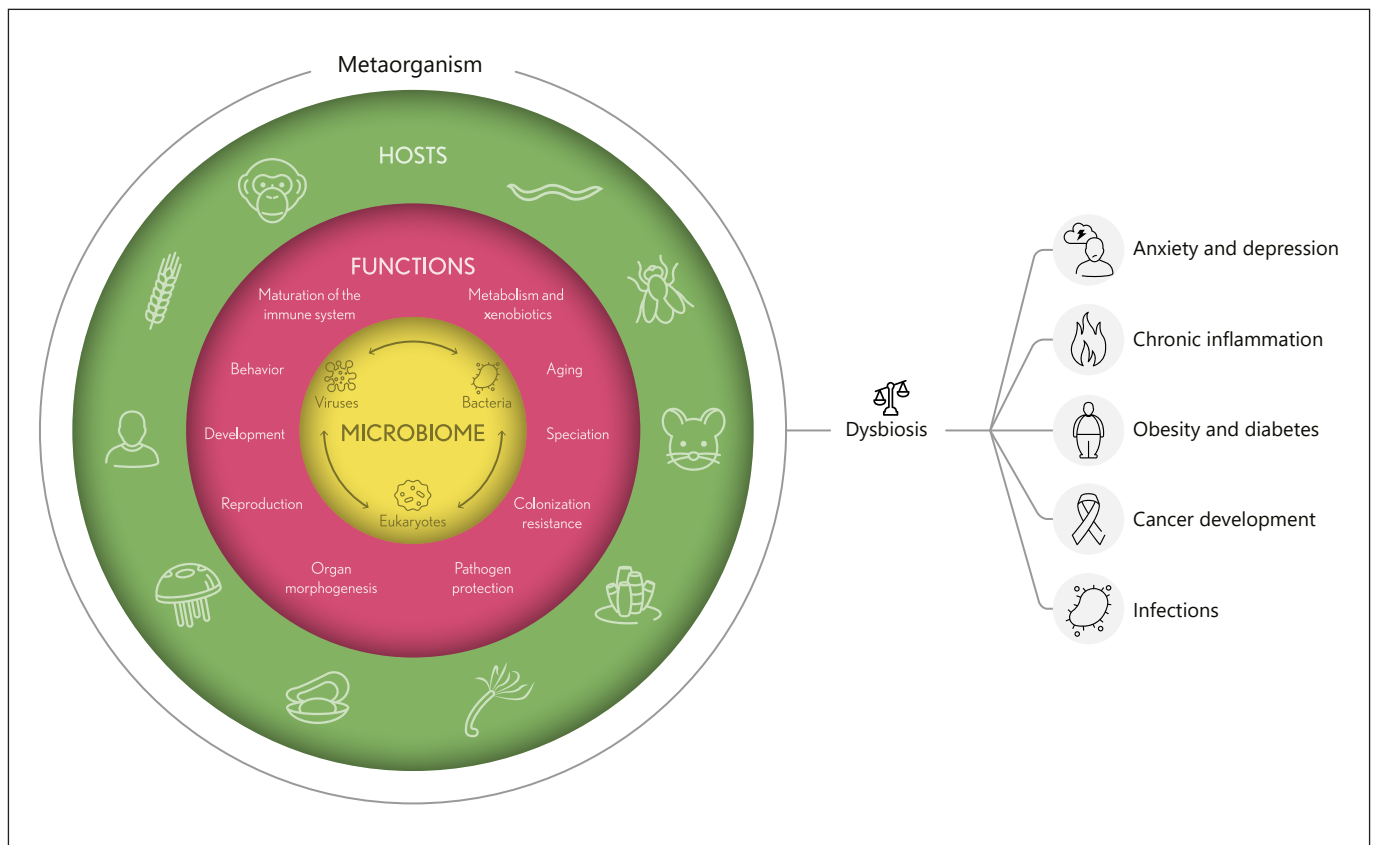 Metaorganism
HOSTS
FUNCTIONS
Maturation of the
immune system
Metabolism and
xenobiotics
Behavior
Aging
Viruses
Bacteria
Development
MICROBIOME
Speciation
Reproduction
Colonization
resistance
Eukaryotes
Organ
morphogenesis
Pathogen
protection
Dysbiosis
Anxiety and depression
Chronic inflammation
Obesity and diabetes
Cancer development
Infections